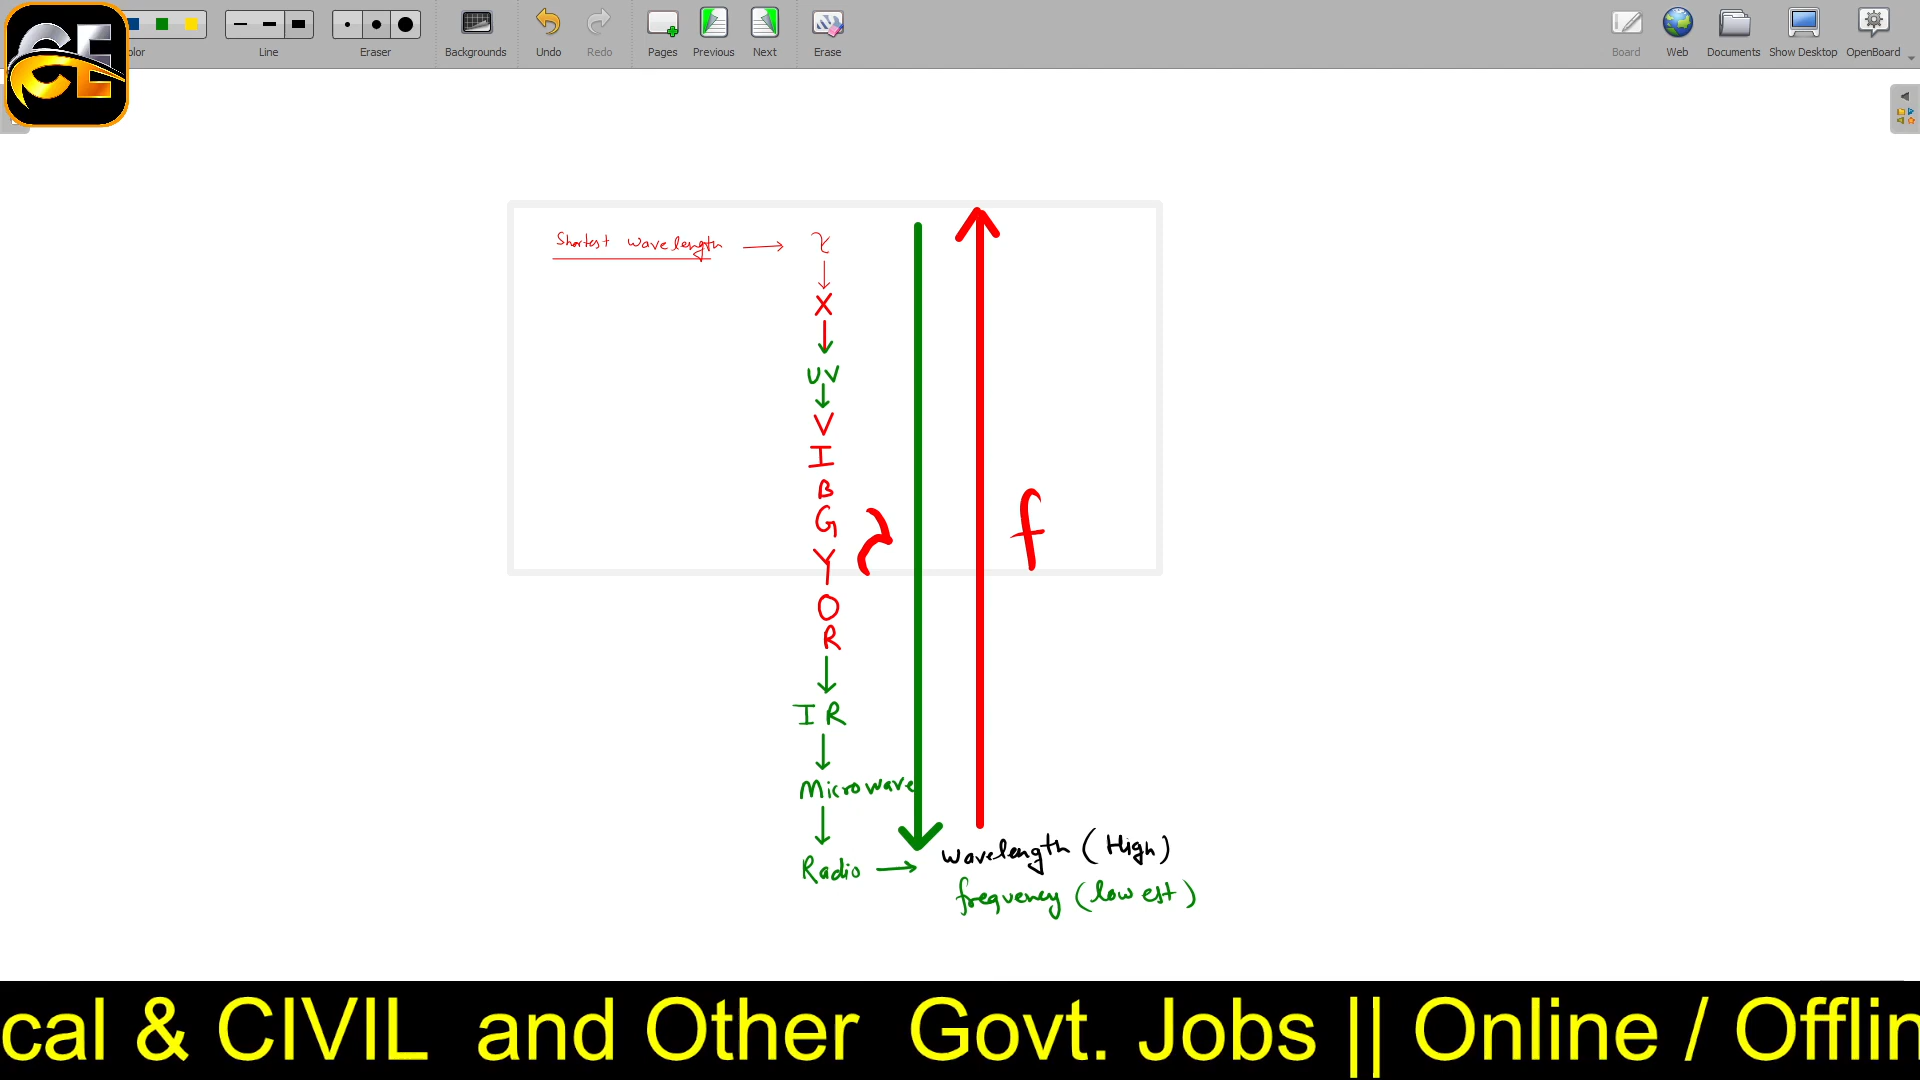 GE
olor
Line
Eraser
Backgrounds
Undo
Redo
Pages
Previous
Next
Erase
Board
Web
Documents
Show Desktop
OpenBoard
Shortest wavelength →
↓
X
↓
UV
↓
V
I
B
G
Y
O
R
↓
IR
↓
Microwave
↓
Radio →
λ
f
wavelength (High)
frequency (lowest)
cal & CIVIL and Other Govt. Jobs || Online / Offlin